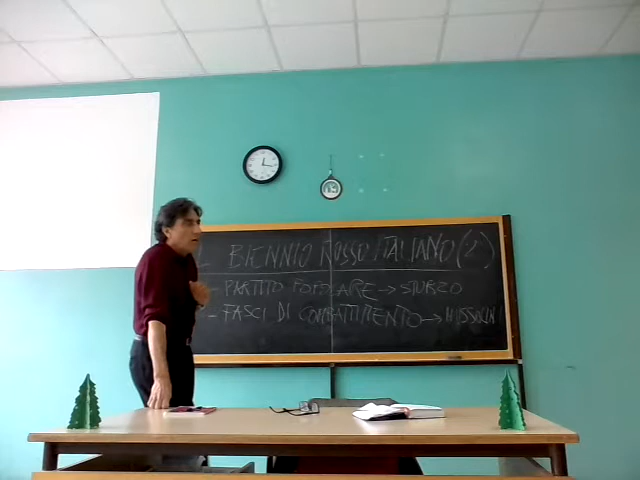 L BIENNIO ROSSO ITALIANO (2)
- PARTITO POPOLARE → STURZO
- FASCI DI COMBATTIMENTO → MUSSOLINI